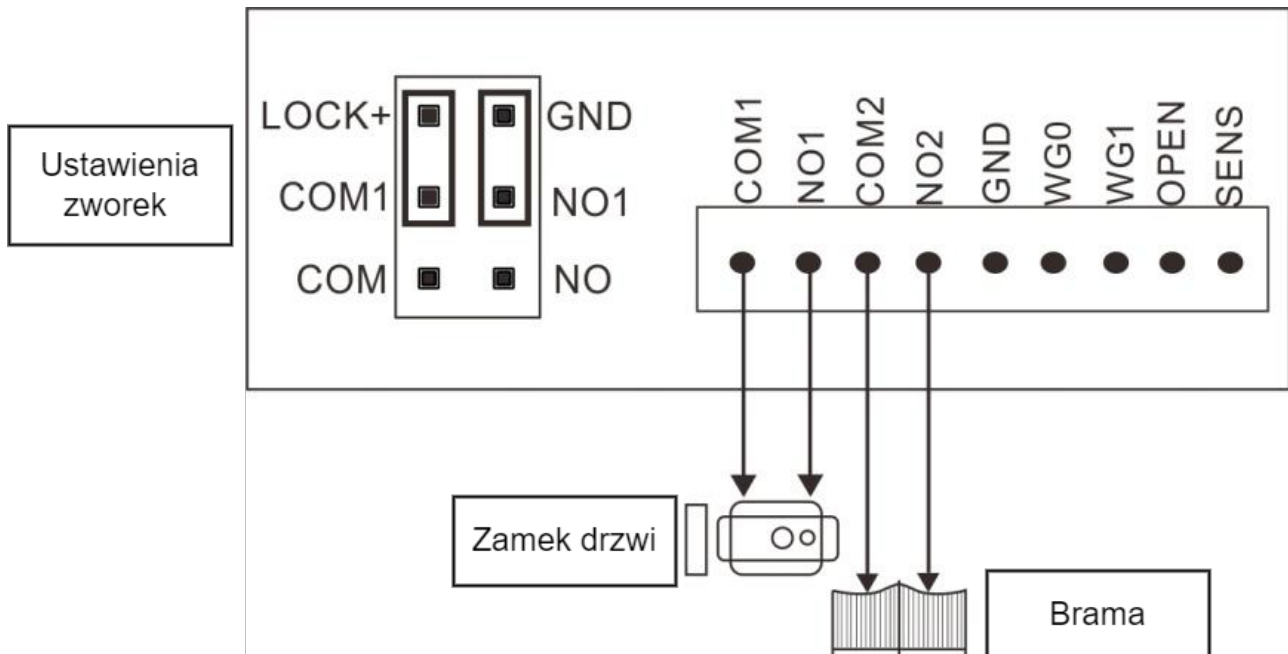 LOCK+ GND
COM1 NO1
COM NO
Ustawienia
zworek
COM1 NO1 COM2 NO2 GND WG0 WG1 OPEN SENS
Zamek drzwi
Brama